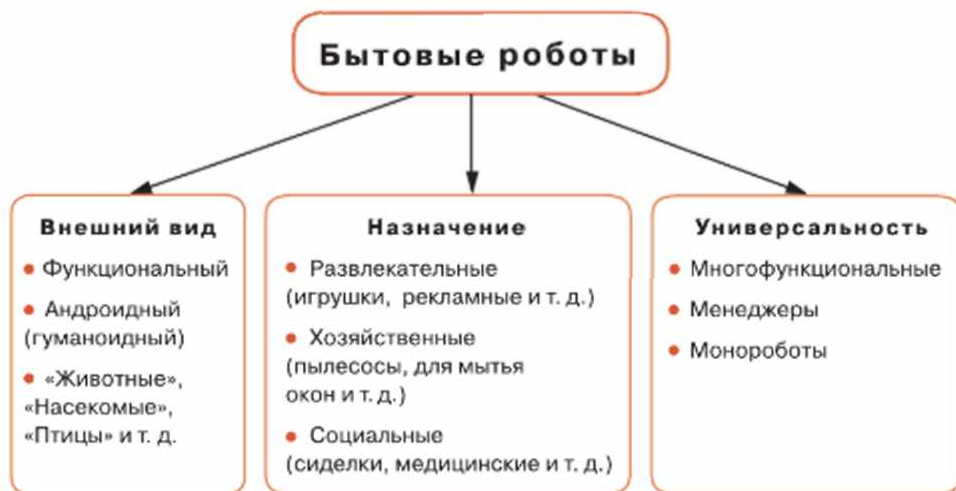 Бытовые роботы
Внешний вид
• Функциональный
• Андроидный
(гуманоидный)
• «Животные»,
«Насекомые»,
«Птицы» и т. д.
Назначение
• Развлекательные
(игрушки, рекламные и т. д.)
• Хозяйственные
(пылесосы, для мытья
окон и т. д.)
• Социальные
(сиделки, медицинские и т. д.)
Универсальность
• Многофункциональные
• Менеджеры
• Монороботы